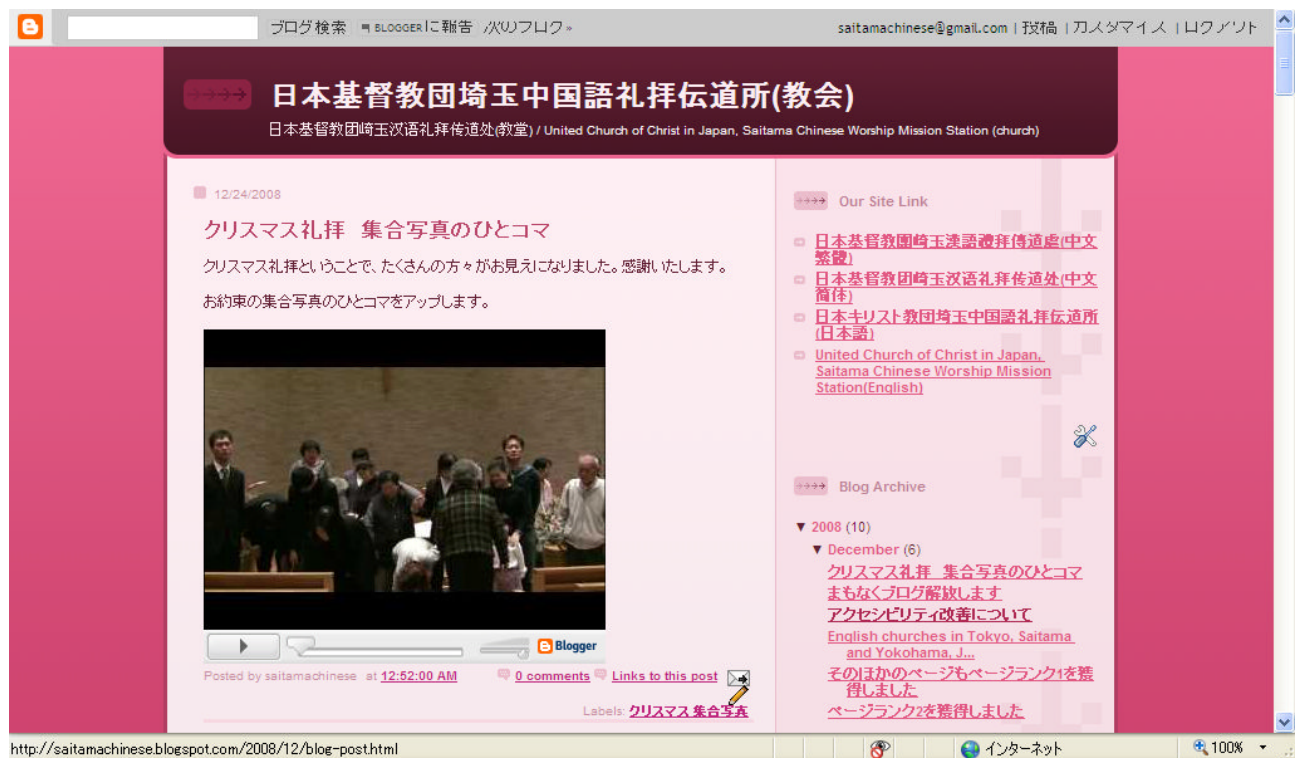 ブログ検索 BLOGGERに報告 次のブログ» saitamachinese@gmail.com | 投稿 | カスタマイズ | ログアウト
日本基督教団埼玉中国語礼拝伝道所(教会)
日本基督教团崎玉汉语礼拜传道处(教堂) / United Church of Christ in Japan, Saitama Chinese Worship Mission Station (church)
12/24/2008
クリスマス礼拝 集合写真のひとコマ
クリスマス礼拝ということで、たくさんの方々がお見えになりました。感謝いたします。
お約束の集合写真のひとコマをアップします。
Blogger
Posted by saitamachinese at 12:52:00 AM 0 comments Links to this post
Labels: クリスマス 集合写真
Our Site Link
日本基督教團崎玉漢語禮拜傳道處(中文
繁體)
日本基督教团崎玉汉语礼拜传道处(中文
简体)
日本キリスト教団埼玉中国語礼拝伝道所
(日本語)
United Church of Christ in Japan,
Saitama Chinese Worship Mission
Station(English)
Blog Archive
▼ 2008 (10)
▼ December (6)
クリスマス礼拝 集合写真のひとコマ
まもなくブログ解放します
アクセシビリティ改善について
English churches in Tokyo, Saitama
and Yokohama, J...
そのほかのページもページランク1を獲
得しました
ページランク2を獲得しました
http://saitamachinese.blogspot.com/2008/12/blog-post.html インターネット 100%